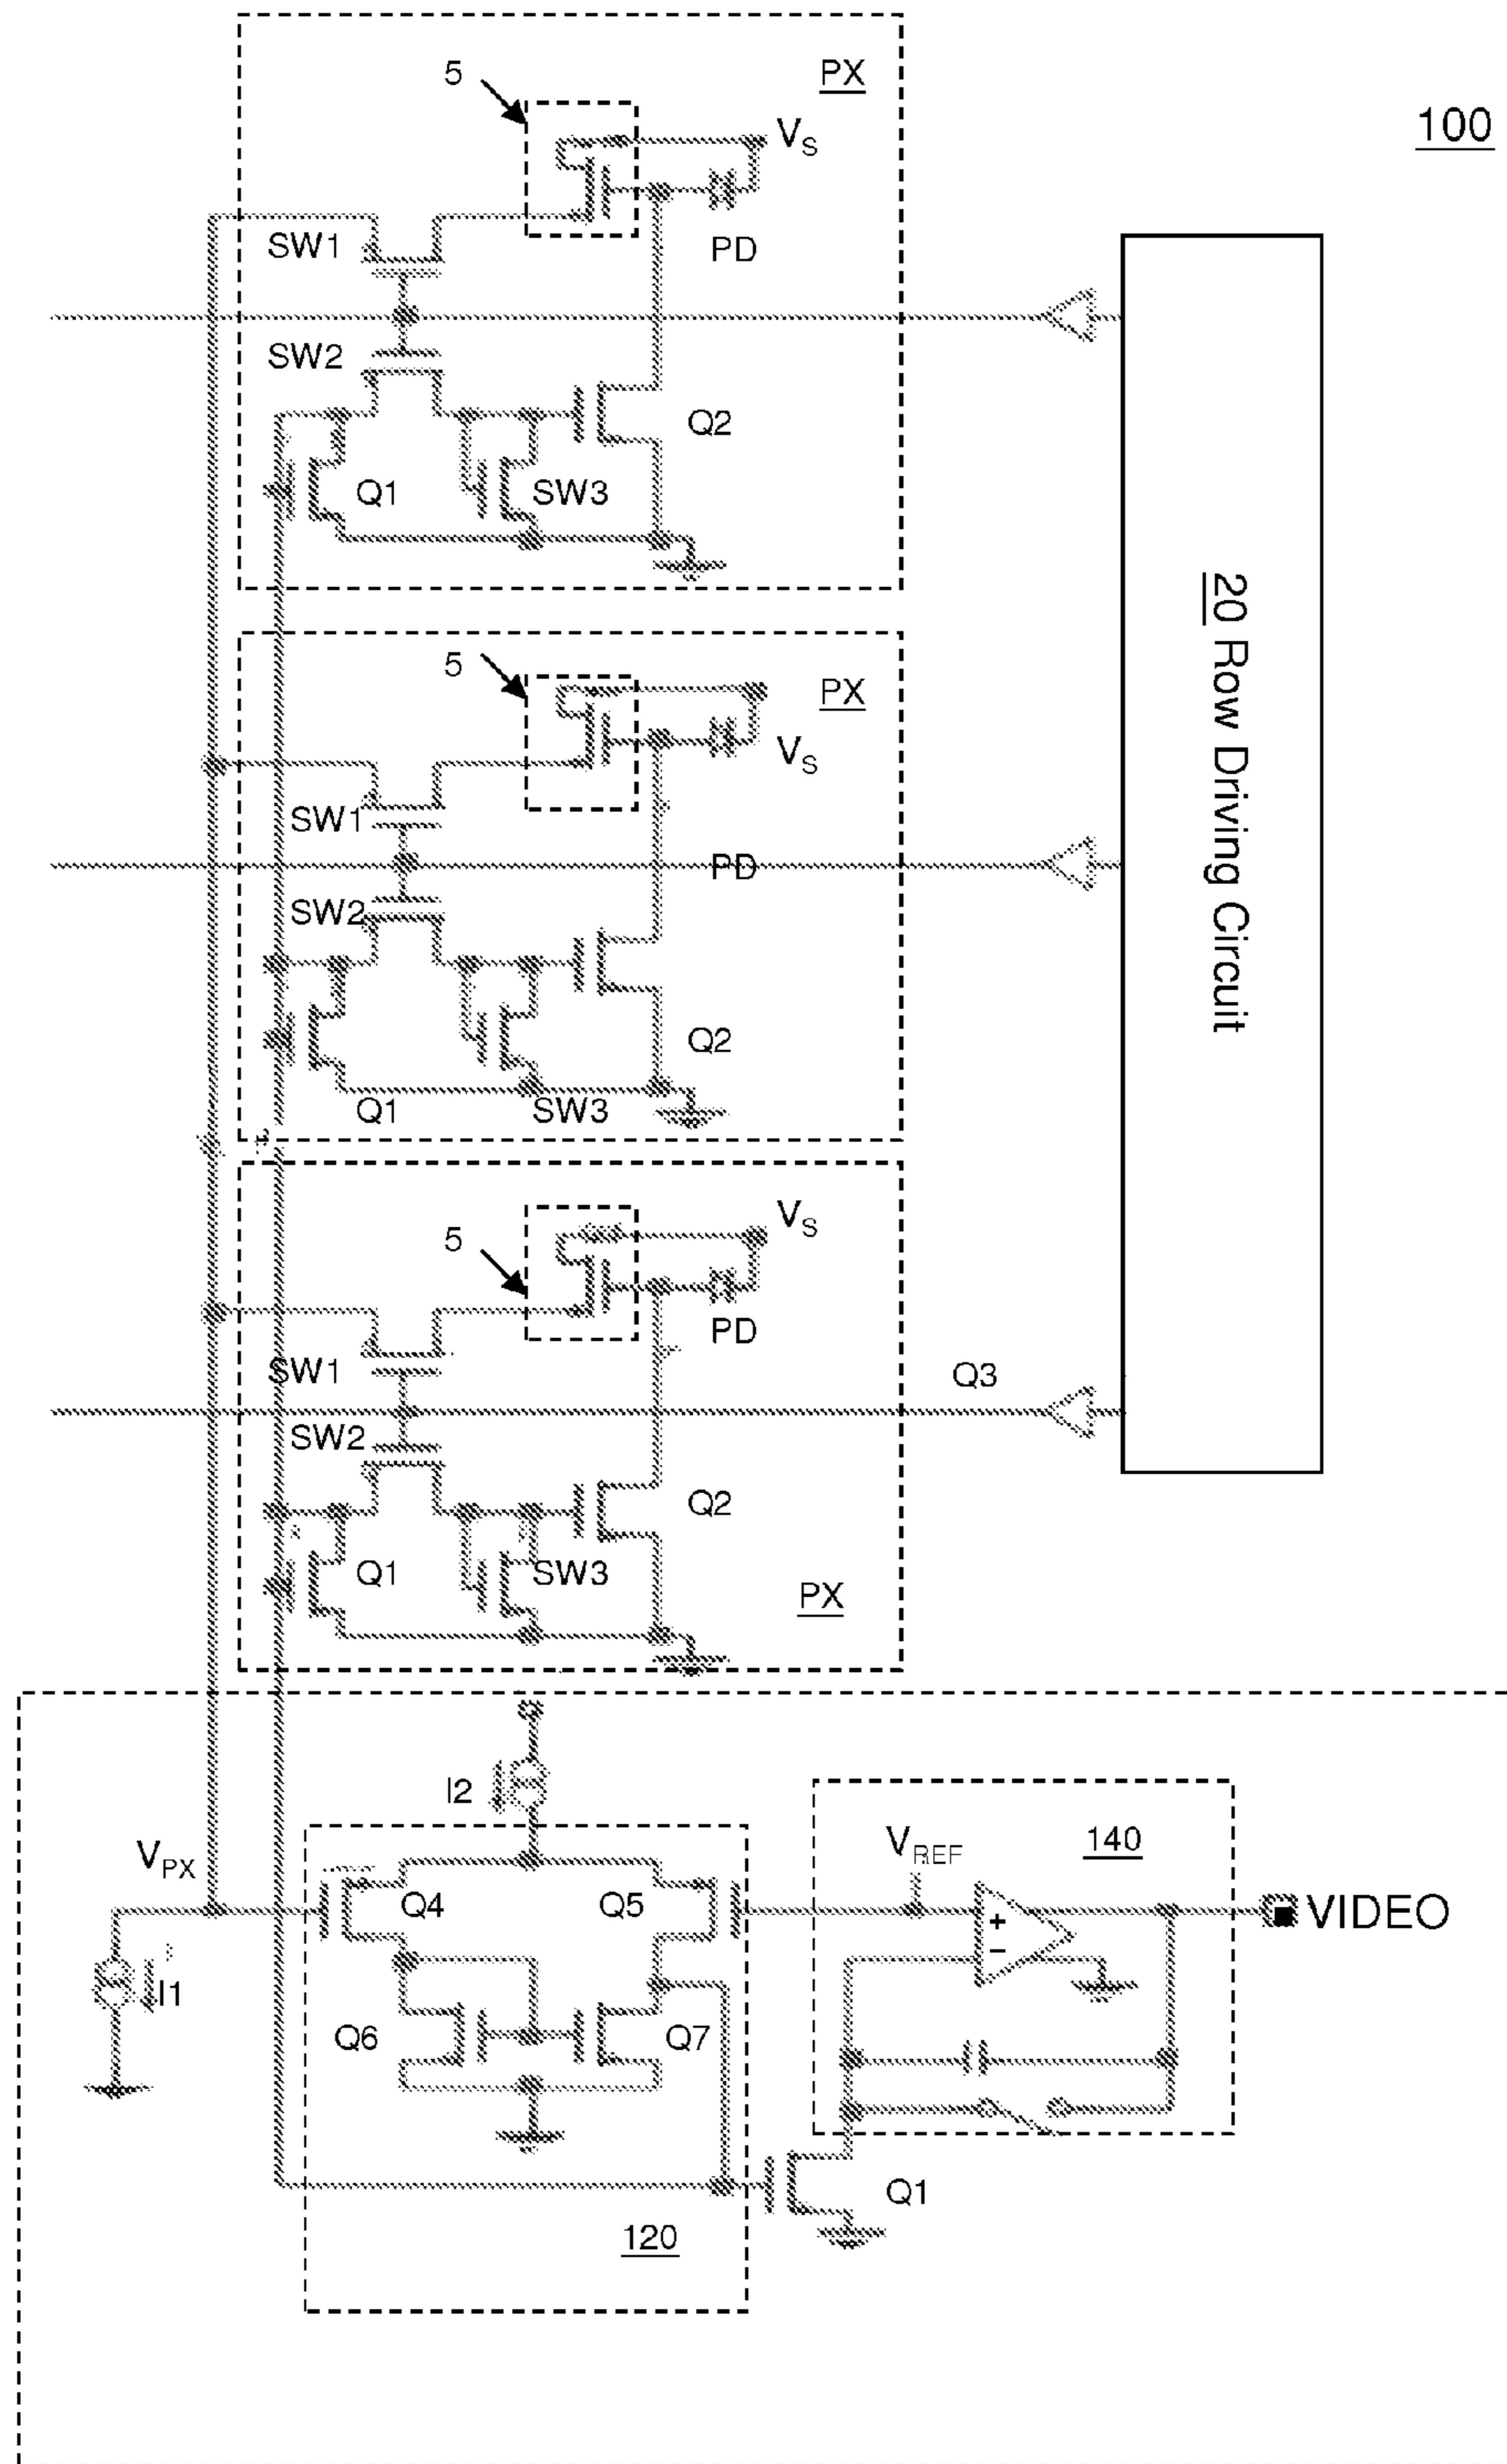 100
5
PX
VS
SW1
PD
SW2
Q2
Q1
SW3
5
PX
VS
SW1
PD
SW2
Q2
Q1
SW3
20 Row Driving Circuit
5
VS
PD
SW1
Q3
SW2
Q2
Q1
SW3
PX
I2
VPX
VREF
140
Q4
Q5
+
VIDEO
−
I1
Q6
Q7
Q1
120